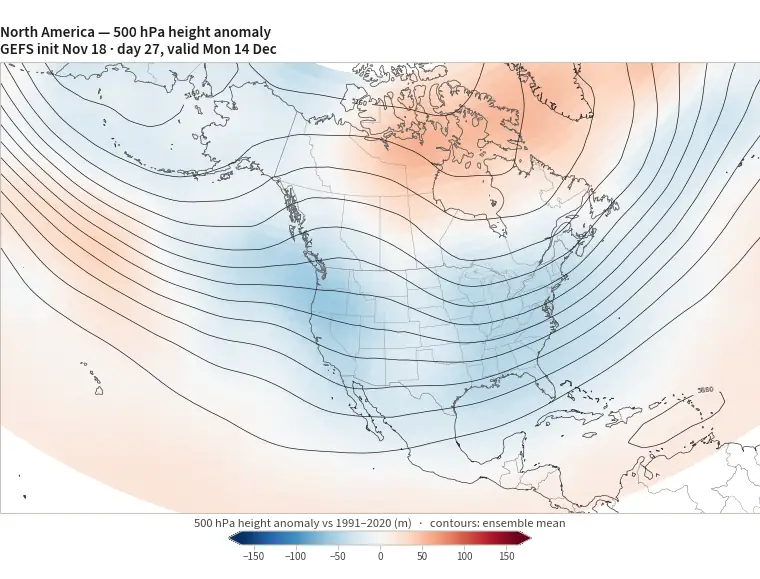 North America — 500 hPa height anomaly
GEFS init Nov 18 · day 27, valid Mon 14 Dec
5880
500 hPa height anomaly vs 1991–2020 (m) · contours: ensemble mean
−150 −100 −50 0 50 100 150